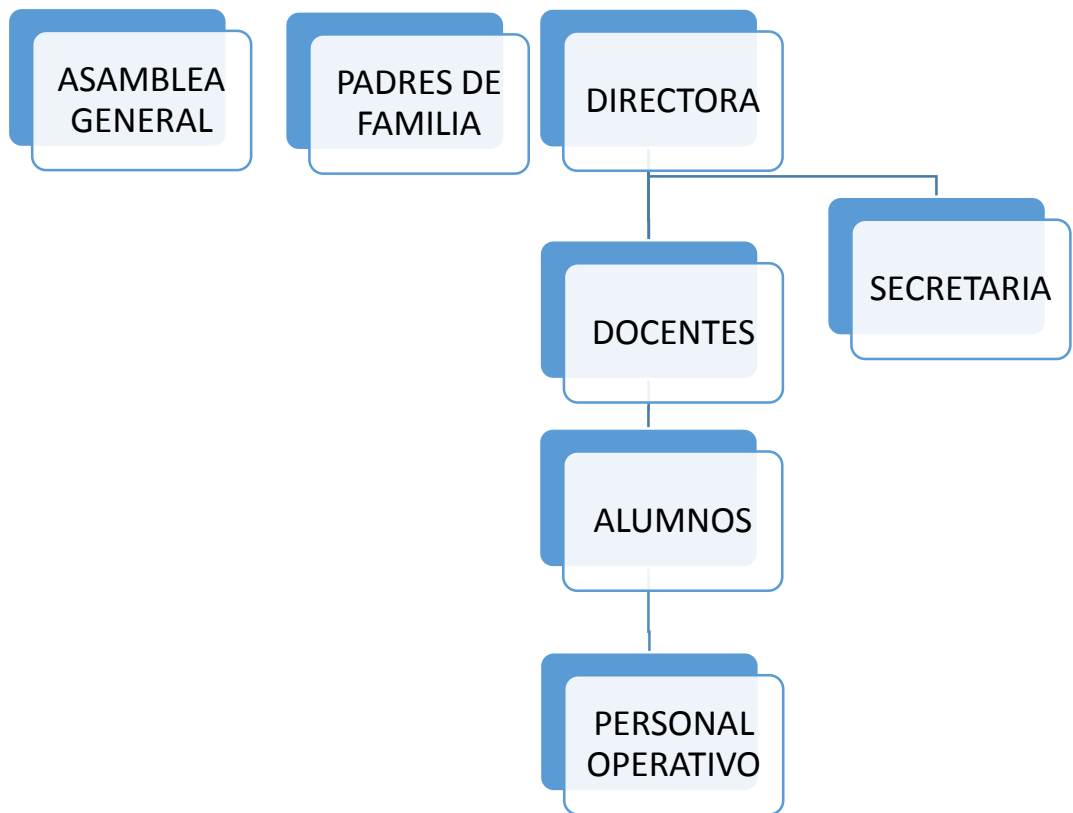 ASAMBLEA
GENERAL
PADRES DE
FAMILIA
DIRECTORA
SECRETARIA
DOCENTES
ALUMNOS
PERSONAL
OPERATIVO